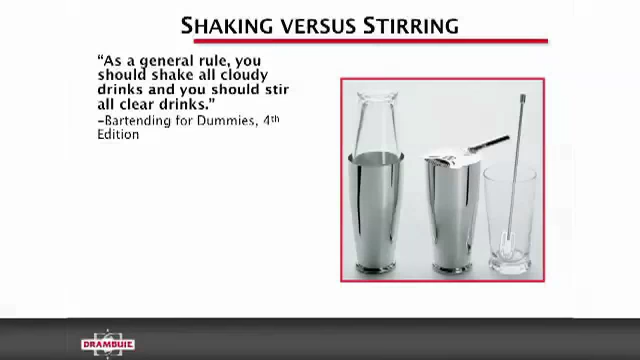 SHAKING VERSUS STIRRING
“As a general rule, you
should shake all cloudy
drinks and you should stir
all clear drinks.”
–Bartending for Dummies, 4th
Edition
DRAMBUIE